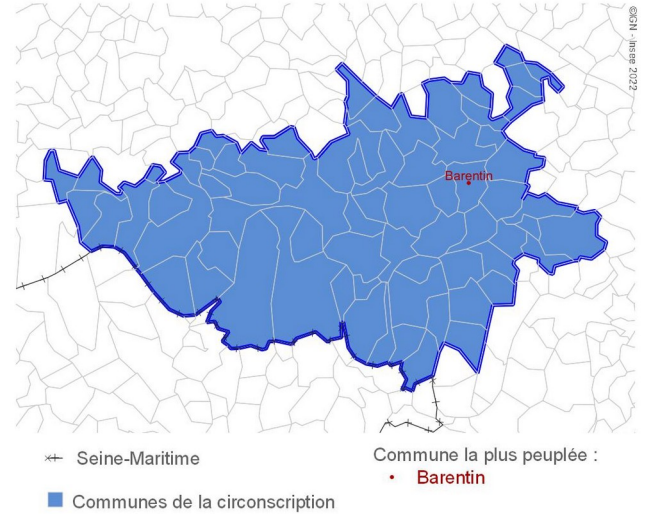 ©IGN - Insee 2022
Barentin
Seine-Maritime
Communes de la circonscription
Commune la plus peuplée :
Barentin